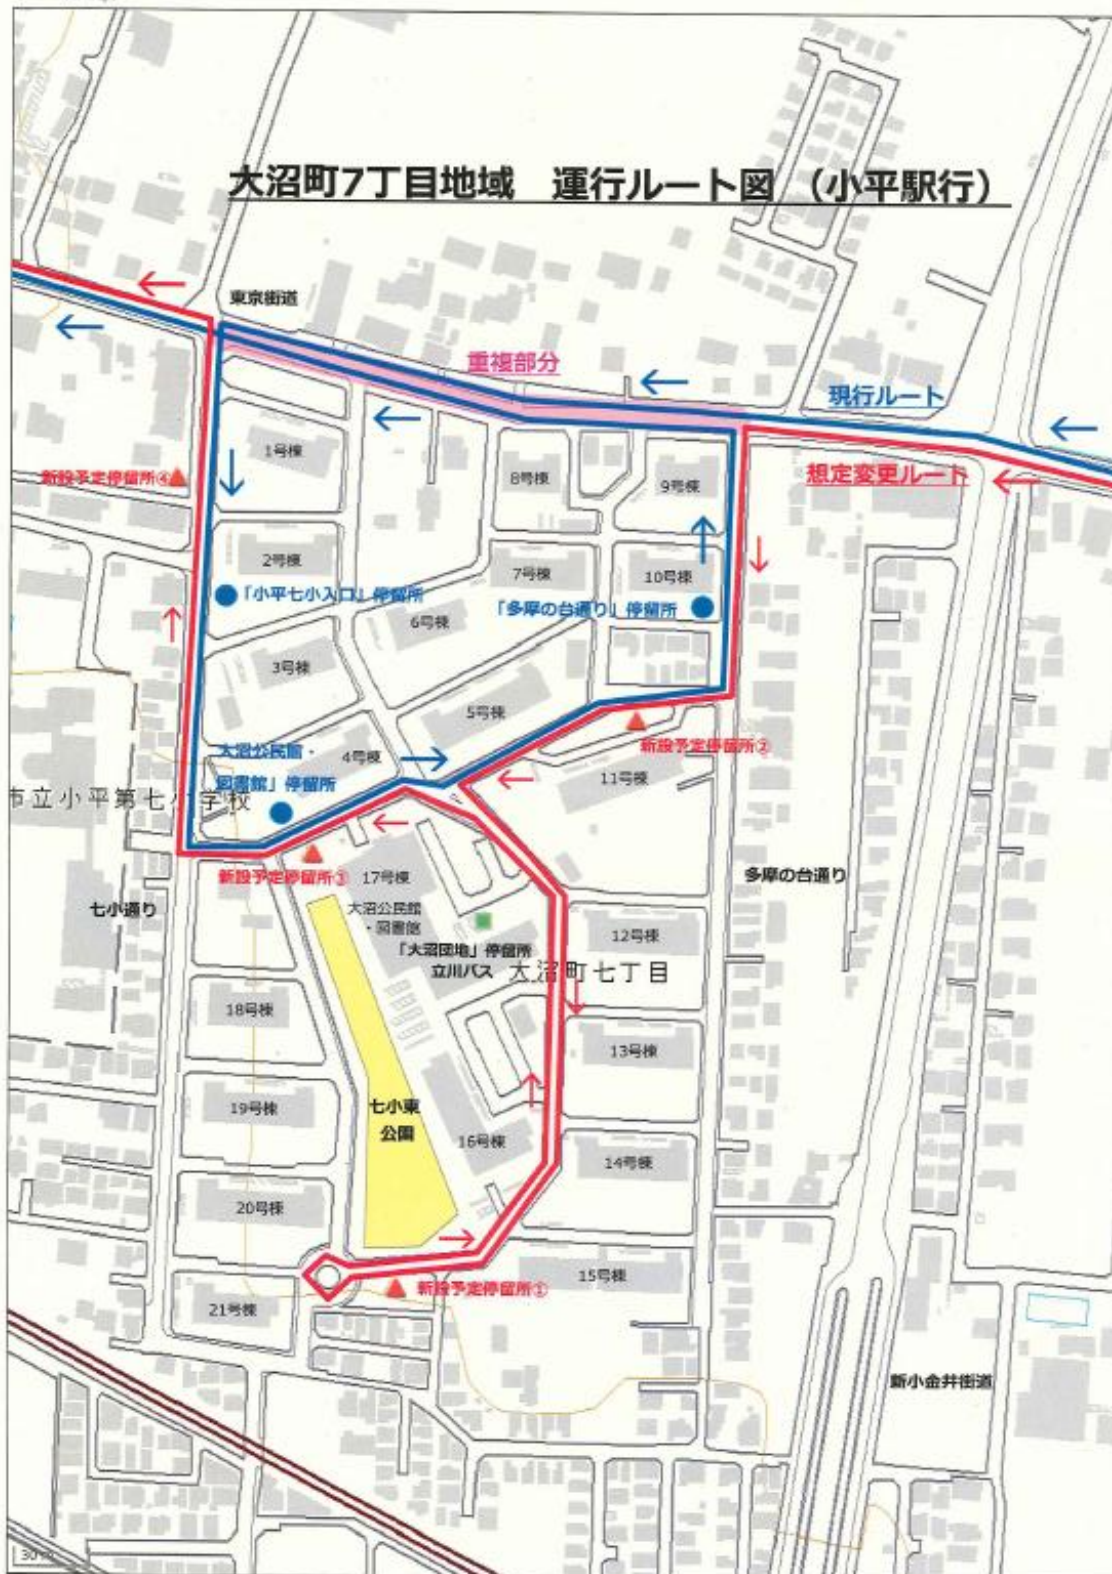 大沼町7丁目地域　運行ルート図　（小平駅行）
東京街道
重複部分
現行ルート
想定変更ルート
1号棟
8号棟
9号棟
新設予定停留所④
2号棟
7号棟
10号棟
「小平七小入口」停留所
「多摩の台通り」停留所
6号棟
3号棟
5号棟
新設予定停留所②
大沼公民館・
図書館」停留所
4号棟
11号棟
市立小平第七小学校
新設予定停留所③
17号棟
多摩の台通り
七小通り
大沼公民館
・図書館
12号棟
「大沼団地」停留所
立川バス
大沼町七丁目
18号棟
13号棟
19号棟
七小東
公園
16号棟
14号棟
20号棟
15号棟
新設予定停留所①
21号棟
新小金井街道